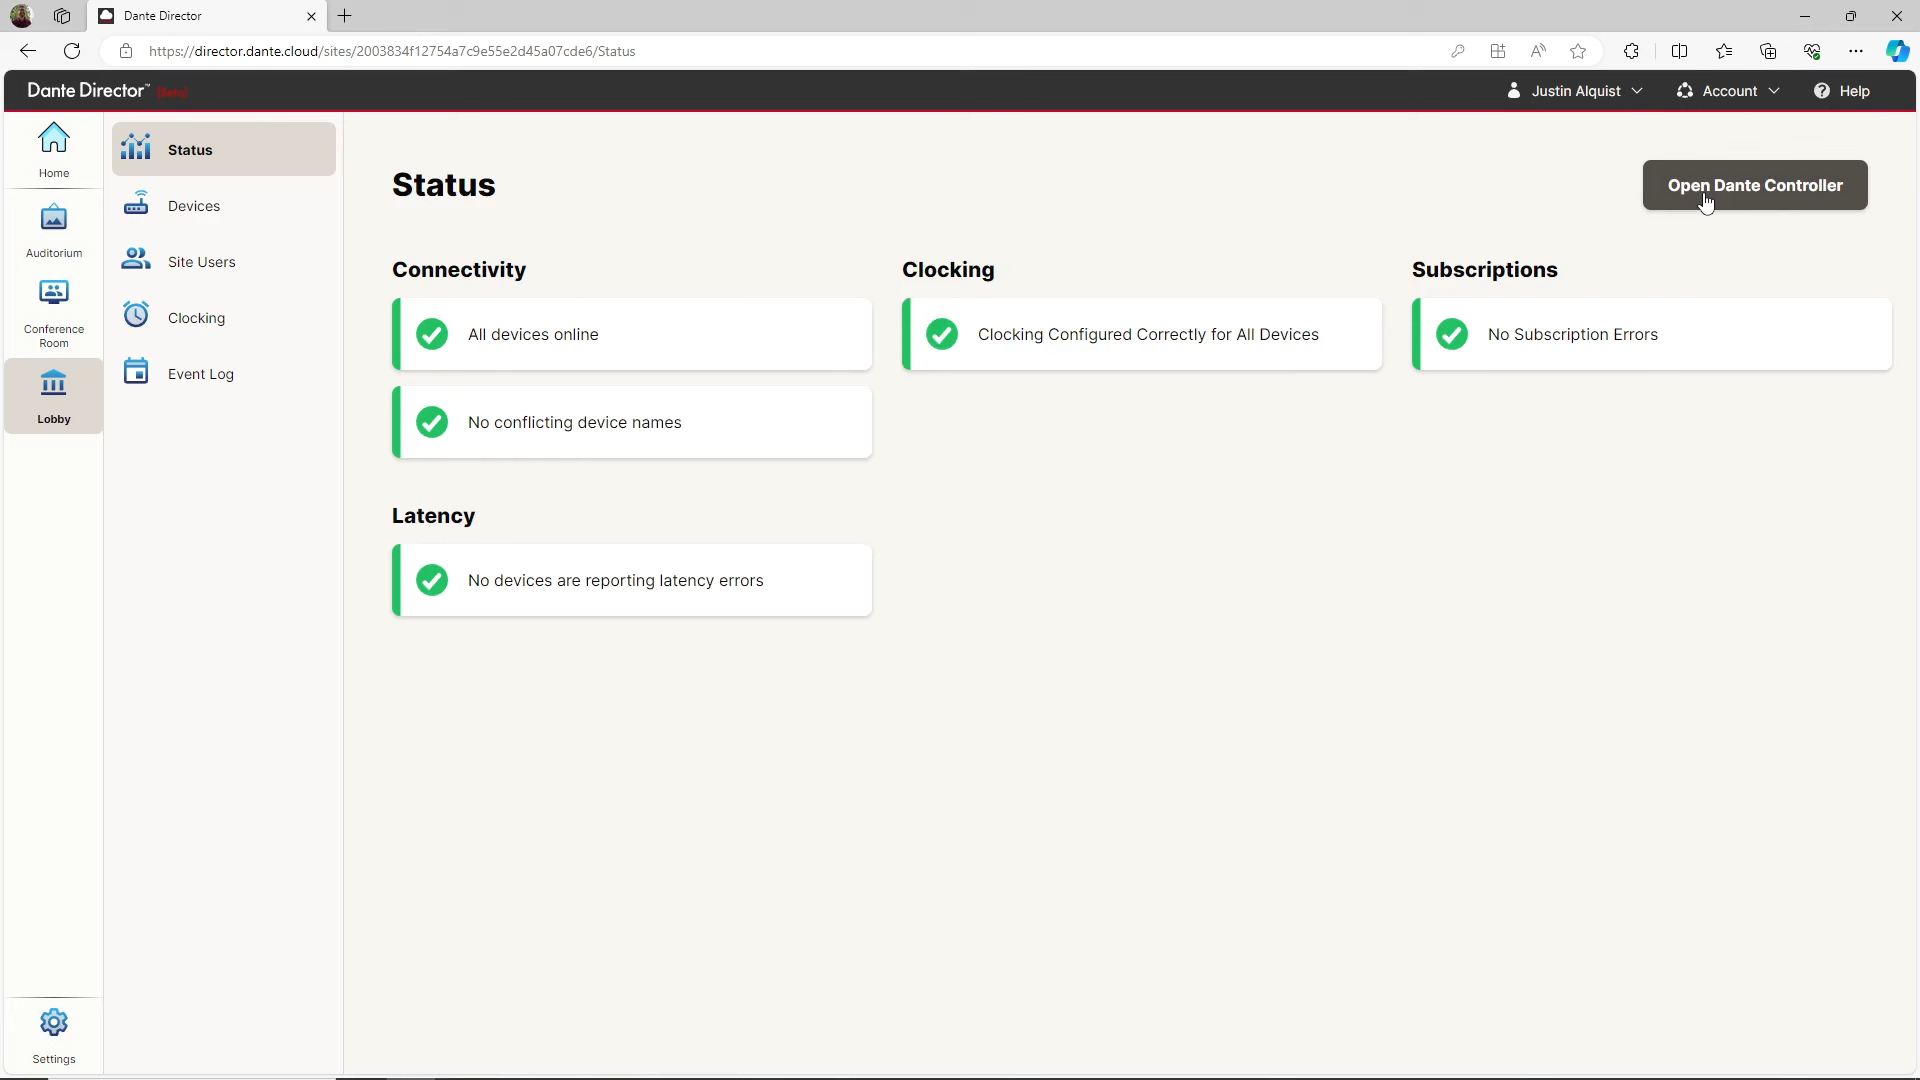 Dante Director
https://director.dante.cloud/sites/2003834f12754a7c9e55e2d45a07cde6/Status
Dante Director™ [Beta]
Justin Alquist
Account
Help
Home
Auditorium
Conference
Room
Lobby
Settings
Status
Devices
Site Users
Clocking
Event Log
Status
Open Dante Controller
Connectivity
All devices online
No conflicting device names
Clocking
Clocking Configured Correctly for All Devices
Subscriptions
No Subscription Errors
Latency
No devices are reporting latency errors